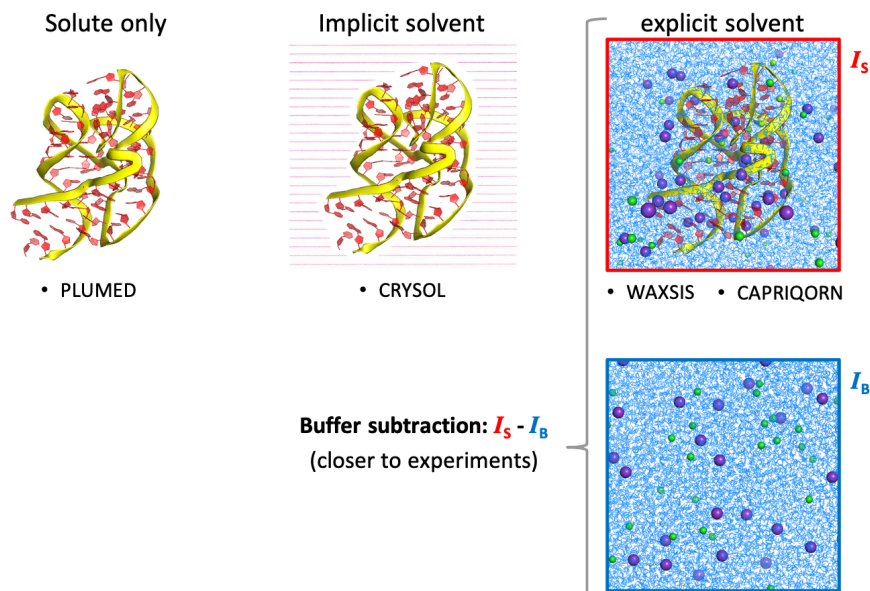 Solute only
Implicit solvent
explicit solvent
I_S
• PLUMED
• CRYSOL
• WAXSIS • CAPRIQORN
I_B
Buffer subtraction: I_S - I_B
(closer to experiments)